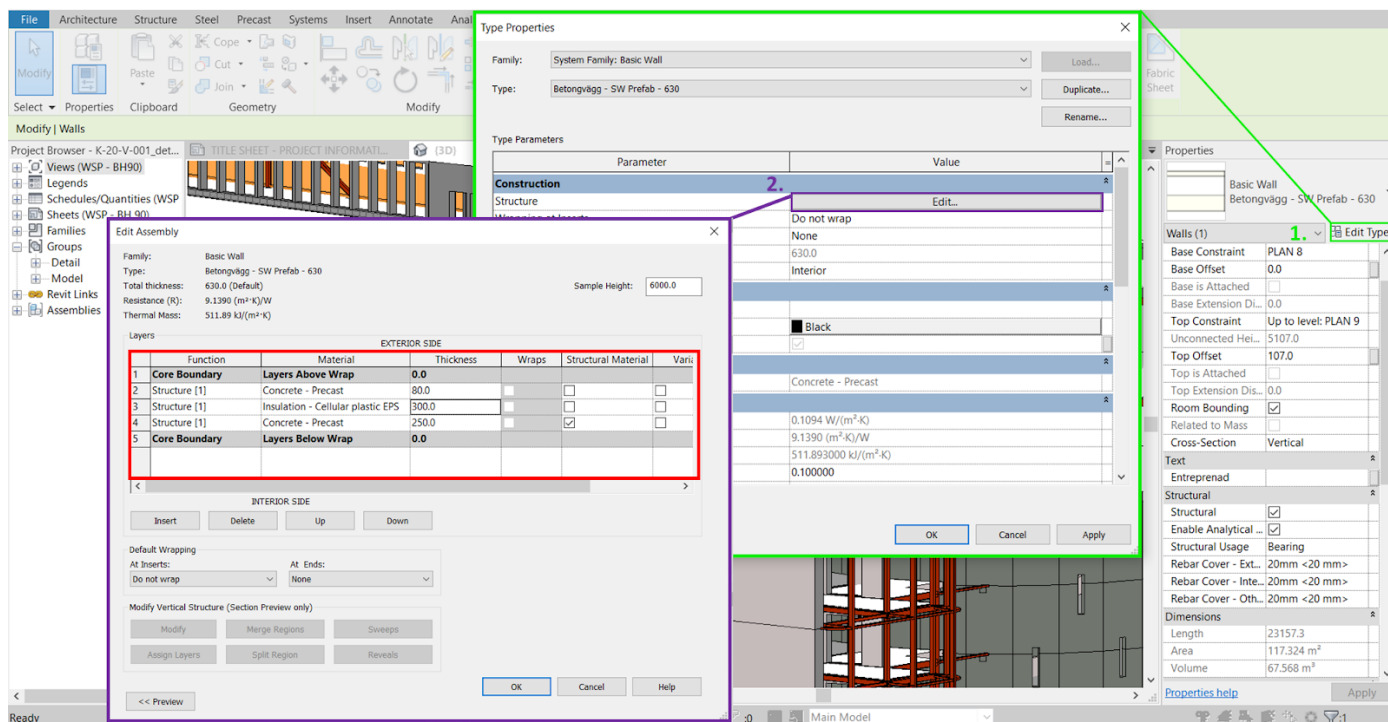 File Architecture Structure Steel Precast Systems Insert Annotate Anal
Modify
Paste
Cope
Cut
Join
Fabric
Sheet
Select Properties Clipboard Geometry Modify
Modify | Walls
Project Browser - K-20-V-001_det...
TITLE SHEET - PROJECT INFORMATI...
{3D}
Views (WSP - BH90)
Legends
Schedules/Quantities (WSP
Sheets (WSP - BH 90)
Families
Groups
Detail
Model
Revit Links
Assemblies
Type Properties
Family: System Family: Basic Wall Load...
Type: Betongvägg - SW Prefab - 630 Duplicate...
Rename...
Type Parameters
Parameter Value =
Construction
2.
Structure Edit...
Wrapping at Inserts Do not wrap
None
630.0
Interior
Black
Concrete - Precast
0.1094 W/(m²·K)
9.1390 (m²·K)/W
511.893000 kJ/(m²·K)
0.100000
OK Cancel Apply
Edit Assembly
Family: Basic Wall
Type: Betongvägg - SW Prefab - 630
Total thickness: 630.0 (Default) Sample Height: 6000.0
Resistance (R): 9.1390 (m²·K)/W
Thermal Mass: 511.89 kJ/(m²·K)
Layers
EXTERIOR SIDE
Function Material Thickness Wraps Structural Material Varia
1 Core Boundary Layers Above Wrap 0.0
2 Structure [1] Concrete - Precast 80.0
3 Structure [1] Insulation - Cellular plastic EPS 300.0
4 Structure [1] Concrete - Precast 250.0
5 Core Boundary Layers Below Wrap 0.0
INTERIOR SIDE
Insert Delete Up Down
Default Wrapping
At Inserts: At Ends:
Do not wrap None
Modify Vertical Structure (Section Preview only)
Modify Merge Regions Sweeps
Assign Layers Split Region Reveals
OK Cancel Help
<< Preview
Properties
Basic Wall
Betongvägg - SW Prefab - 630
Walls (1) 1. Edit Type
Base Constraint PLAN 8
Base Offset 0.0
Base is Attached
Base Extension Di... 0.0
Top Constraint Up to level: PLAN 9
Unconnected Hei... 5107.0
Top Offset 107.0
Top is Attached
Top Extension Dis... 0.0
Room Bounding
Related to Mass
Cross-Section Vertical
Text
Entreprenad
Structural
Structural
Enable Analytical ...
Structural Usage Bearing
Rebar Cover - Ext... 20mm <20 mm>
Rebar Cover - Inte... 20mm <20 mm>
Rebar Cover - Oth... 20mm <20 mm>
Dimensions
Length 23157.3
Area 117.324 m²
Volume 67.568 m³
Properties help Apply
Ready :0 Main Model :1